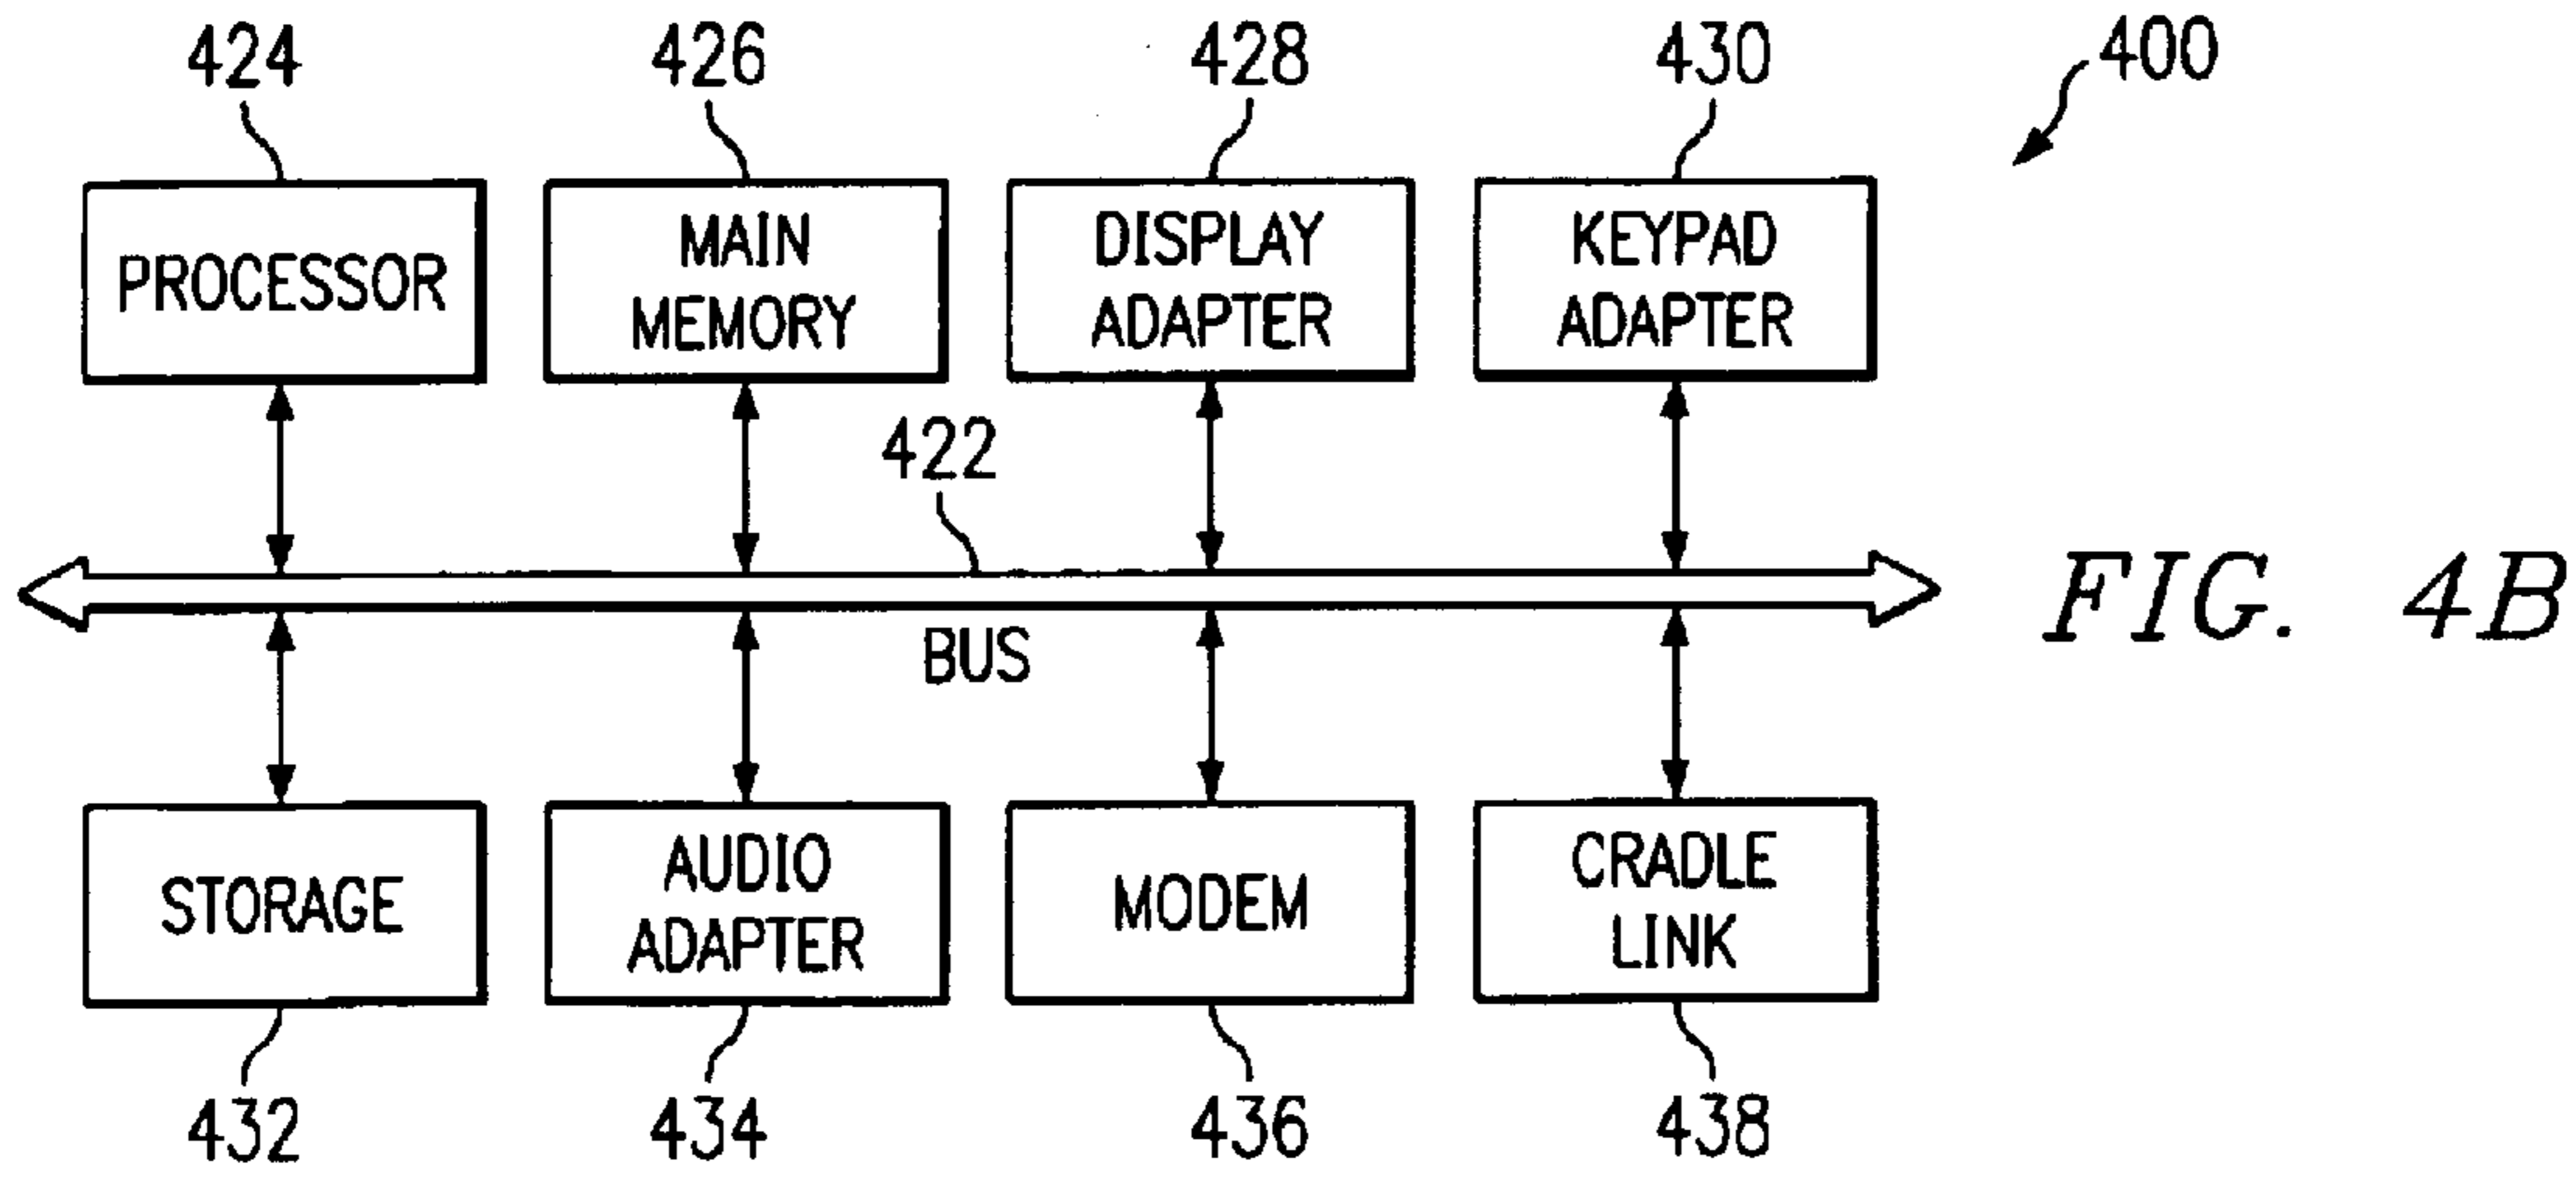 424
426
428
430
400
PROCESSOR
MAIN
MEMORY
DISPLAY
ADAPTER
KEYPAD
ADAPTER
422
BUS
FIG. 4B
STORAGE
AUDIO
ADAPTER
MODEM
CRADLE
LINK
432
434
436
438